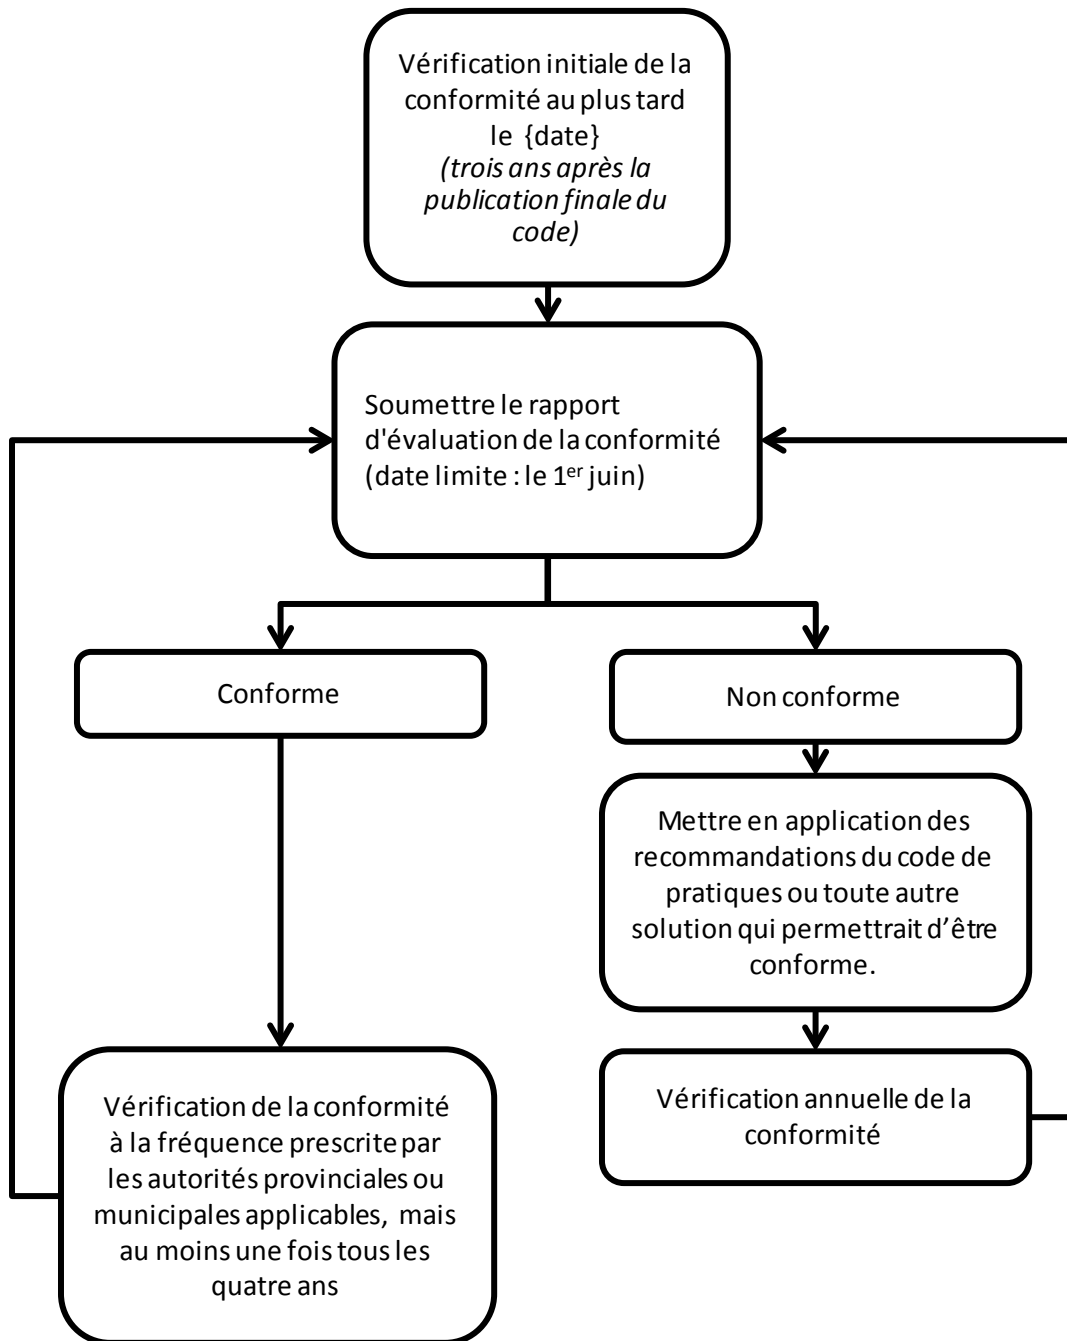 Vérification initiale de la
conformité au plus tard
le {date}
(trois ans après la
publication finale du
code)
Soumettre le rapport
d'évaluation de la conformité
(date limite : le 1er juin)
Conforme
Non conforme
Mettre en application des
recommandations du code de
pratiques ou toute autre
solution qui permettrait d’être
conforme.
Vérification de la conformité
à la fréquence prescrite par
les autorités provinciales ou
municipales applicables, mais
au moins une fois tous les
quatre ans
Vérification annuelle de la
conformité